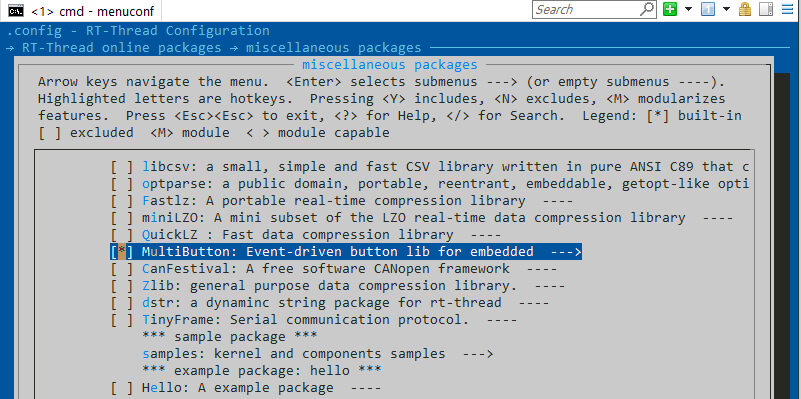 <1> cmd - menuconf
Search
.config - RT-Thread Configuration
→ RT-Thread online packages → miscellaneous packages
miscellaneous packages
Arrow keys navigate the menu.  <Enter> selects submenus ---> (or empty submenus ----).
Highlighted letters are hotkeys.  Pressing <Y> includes, <N> excludes, <M> modularizes
features.  Press <Esc><Esc> to exit, <?> for Help, </> for Search.  Legend: [*] built-in
[ ] excluded  <M> module  < > module capable
[ ] libcsv: a small, simple and fast CSV library written in pure ANSI C89 that c
[ ] optparse: a public domain, portable, reentrant, embeddable, getopt-like opti
[ ] Fastlz: A portable real-time compression library  ----
[ ] miniLZO: A mini subset of the LZO real-time data compression library  ----
[ ] QuickLZ : Fast data compression library  ----
[*] MultiButton: Event-driven button lib for embedded  --->
[ ] CanFestival: A free software CANopen framework  ----
[ ] Zlib: general purpose data compression library.  ----
[ ] dstr: a dynaminc string package for rt-thread  ----
[ ] TinyFrame: Serial communication protocol.  ----
*** sample package ***
samples: kernel and components samples  --->
*** example package: hello ***
[ ] Hello: A example package  ----